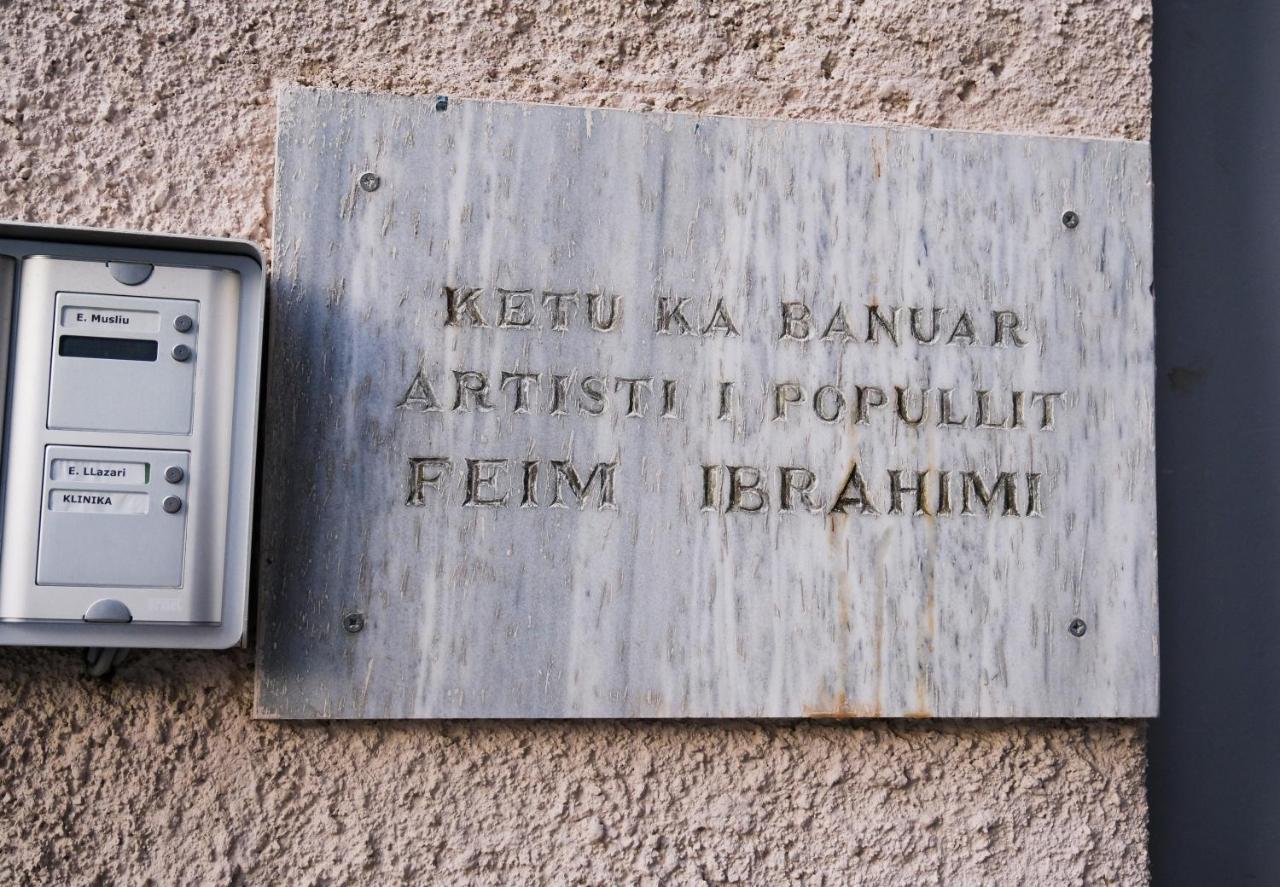 E. Musliu
E. LLazari
KLINIKA
KETU KA BANUAR
ARTISTI I POPULLIT
FEIM IBRAHIMI